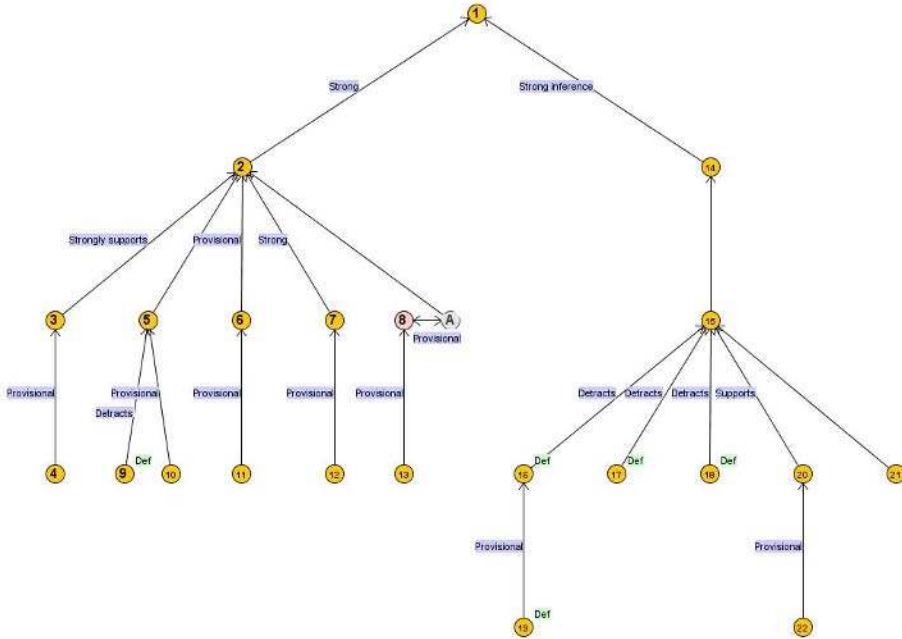 1
Strong
Strong inference
2
14
Strongly supports
Provisional
Strong
3
5
6
7
8
A
15
Provisional
Provisional
Detracts
Provisional
Provisional
Provisional
Provisional
Detracts
Detracts
Detracts
Supports
4
9
Def
10
11
12
13
16
Def
17
Def
18
Def
20
21
Provisional
Provisional
19
Def
22